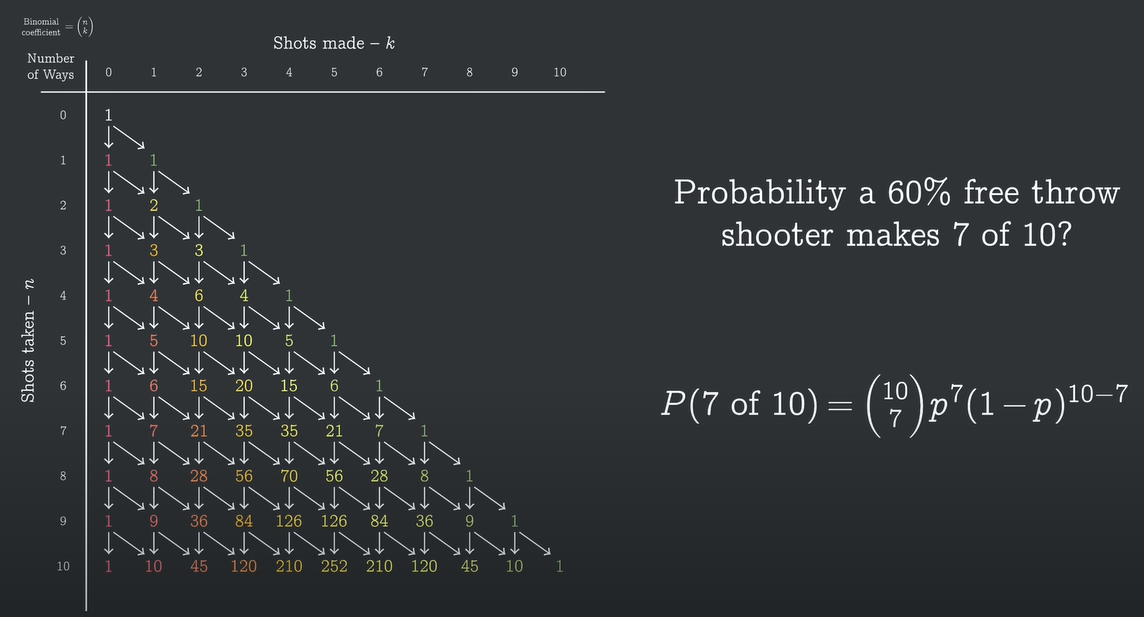 Binomial
coefficient = (n k)
Shots made – k
Number
of Ways 0 1 2 3 4 5 6 7 8 9 10
0 1
1 1 1
2 1 2 1
3 1 3 3 1
4 1 4 6 4 1
5 1 5 10 10 5 1
6 1 6 15 20 15 6 1
7 1 7 21 35 35 21 7 1
8 1 8 28 56 70 56 28 8 1
9 1 9 36 84 126 126 84 36 9 1
10 1 10 45 120 210 252 210 120 45 10 1
Shots taken – n
Probability a 60% free throw
shooter makes 7 of 10?
P(7 of 10) = (10 7) p^7 (1 − p)^{10−7}